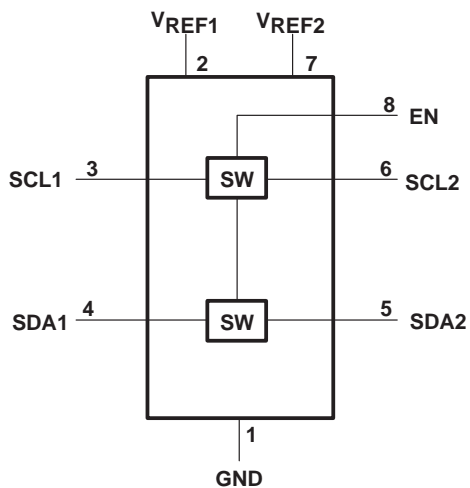 VREF1 VREF2
2 7
8 EN
SCL1 3 SW 6 SCL2
SDA1 4 SW 5 SDA2
1
GND